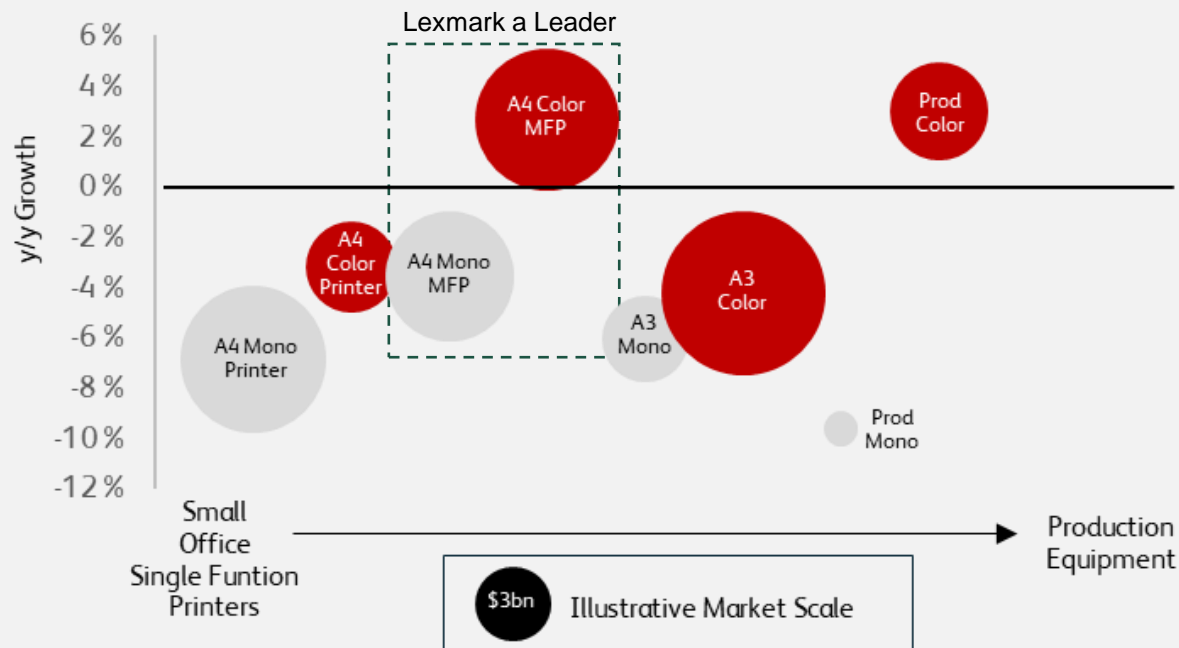 Lexmark a Leader
6%
4%
2%
0%
-2%
-4%
-6%
-8%
-10%
-12%
y/y Growth
A4 Color
MFP
Prod
Color
A4
Color
Printer
A4 Mono
MFP
A4 Mono
Printer
A3
Mono
A3
Color
Prod
Mono
Small
Office
Single Funtion
Printers
Production
Equipment
$3bn
Illustrative Market Scale